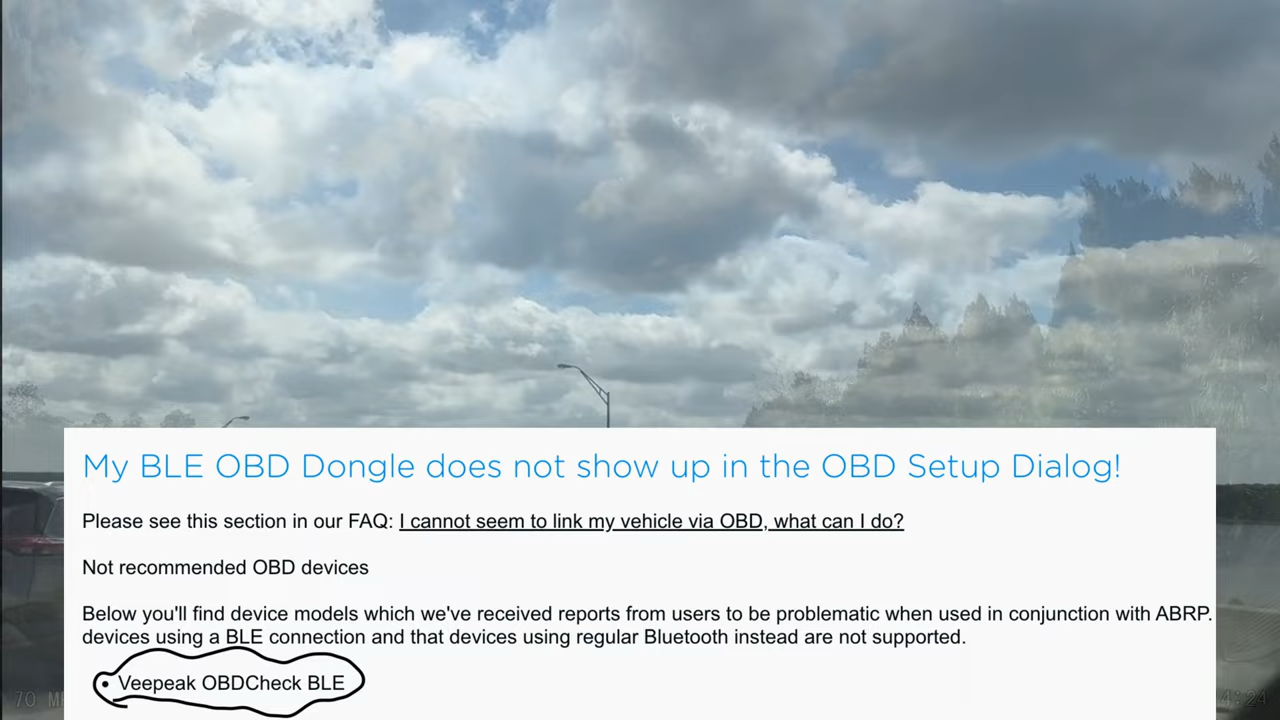 My BLE OBD Dongle does not show up in the OBD Setup Dialog!
Please see this section in our FAQ: I cannot seem to link my vehicle via OBD, what can I do?
Not recommended OBD devices
Below you'll find device models which we've received reports from users to be problematic when used in conjunction with ABRP.
devices using a BLE connection and that devices using regular Bluetooth instead are not supported.
• Veepeak OBDCheck BLE
70